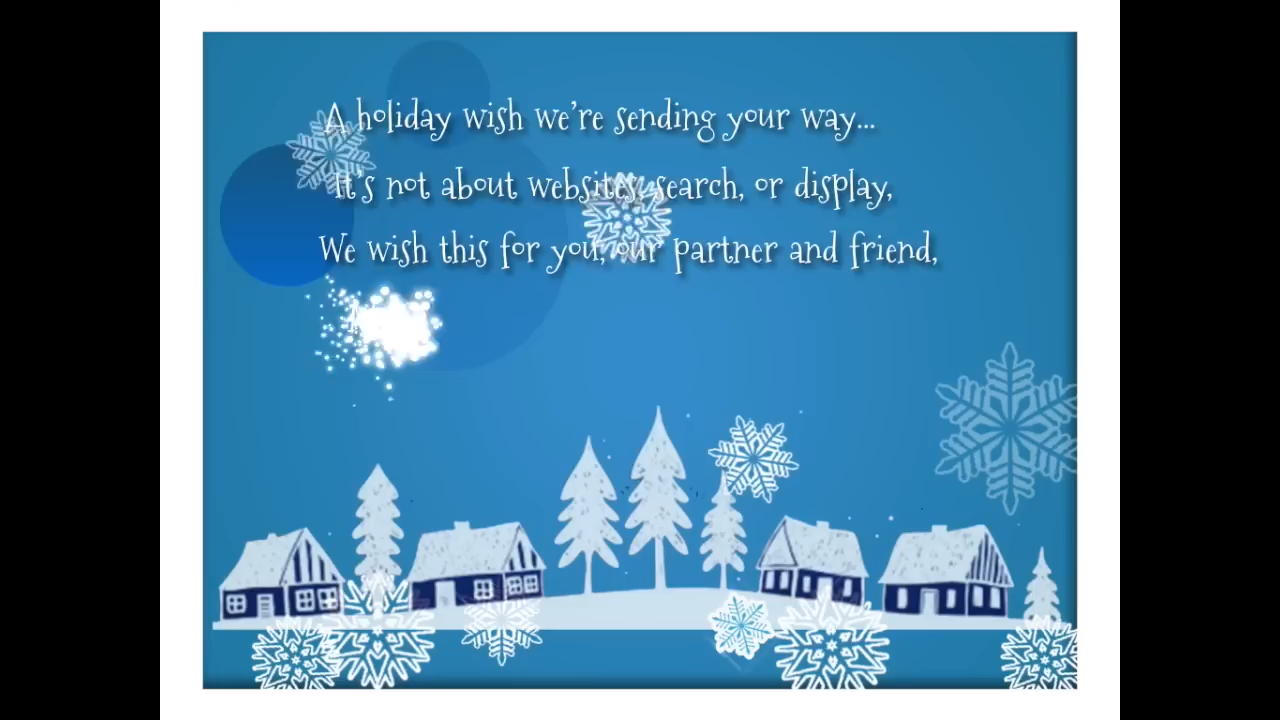 A holiday wish we're sending your way...
It's not about websites, search, or display,
We wish this for you, our partner and friend,